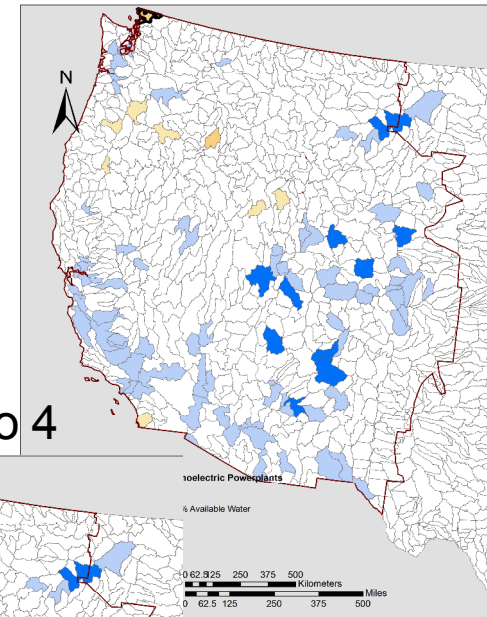 N
o 4
noelectric Powerplants
% Available Water
0 62.5 125 250 375 500
Kilometers
Miles
0 62.5 125 250 375 500